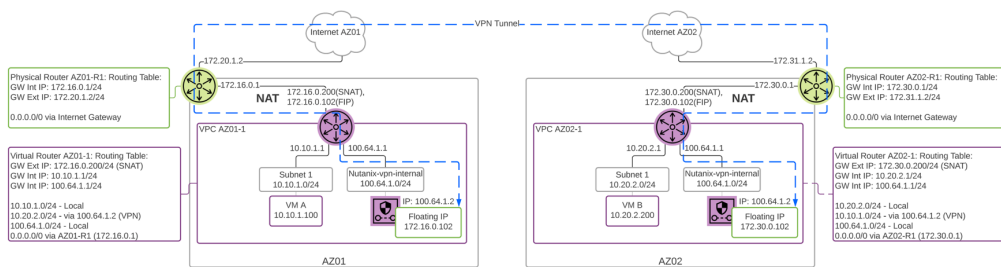 VPN Tunnel
Internet AZ01
Internet AZ02
172.20.1.2
172.31.1.2
Physical Router AZ01-R1: Routing Table:
GW Int IP: 172.16.0.1/24
GW Ext IP: 172.20.1.2/24
0.0.0.0/0 via Internet Gateway
172.16.0.1
NAT
172.16.0.200(SNAT),
172.16.0.102(FIP)
172.30.0.1
172.30.0.200(SNAT),
172.30.0.102(FIP)
NAT
Physical Router AZ02-R1: Routing Table:
GW Int IP: 172.30.0.1/24
GW Ext IP: 172.31.1.2/24
0.0.0.0/0 via Internet Gateway
Virtual Router AZ01-1: Routing Table:
GW Ext IP: 172.16.0.200/24 (SNAT)
GW Int IP: 10.10.1.1/24
GW Int IP: 100.64.1.1/24
10.10.1.0/24 - Local
10.20.2.0/24 - via 100.64.1.2 (VPN)
100.64.1.0/24 - Local
0.0.0.0/0 via AZ01-R1 (172.16.0.1)
VPC AZ01-1
10.10.1.1
100.64.1.1
Subnet 1
10.10.1.0/24
Nutanix-vpn-internal
100.64.1.0/24
VM A
10.10.1.100
IP: 100.64.1.2
Floating IP
172.16.0.102
AZ01
VPC AZ02-1
10.20.2.1
100.64.1.1
Subnet 1
10.20.2.0/24
Nutanix-vpn-internal
100.64.1.0/24
VM B
10.20.2.200
IP: 100.64.1.2
Floating IP
172.30.0.102
AZ02
Virtual Router AZ02-1: Routing Table:
GW Ext IP: 172.30.0.200/24 (SNAT)
GW Int IP: 10.20.2.1/24
GW Int IP: 100.64.1.1/24
10.20.2.0/24 - Local
10.10.1.0/24 - via 100.64.1.2 (VPN)
100.64.1.0/24 - Local
0.0.0.0/0 via AZ02-R1 (172.30.0.1)